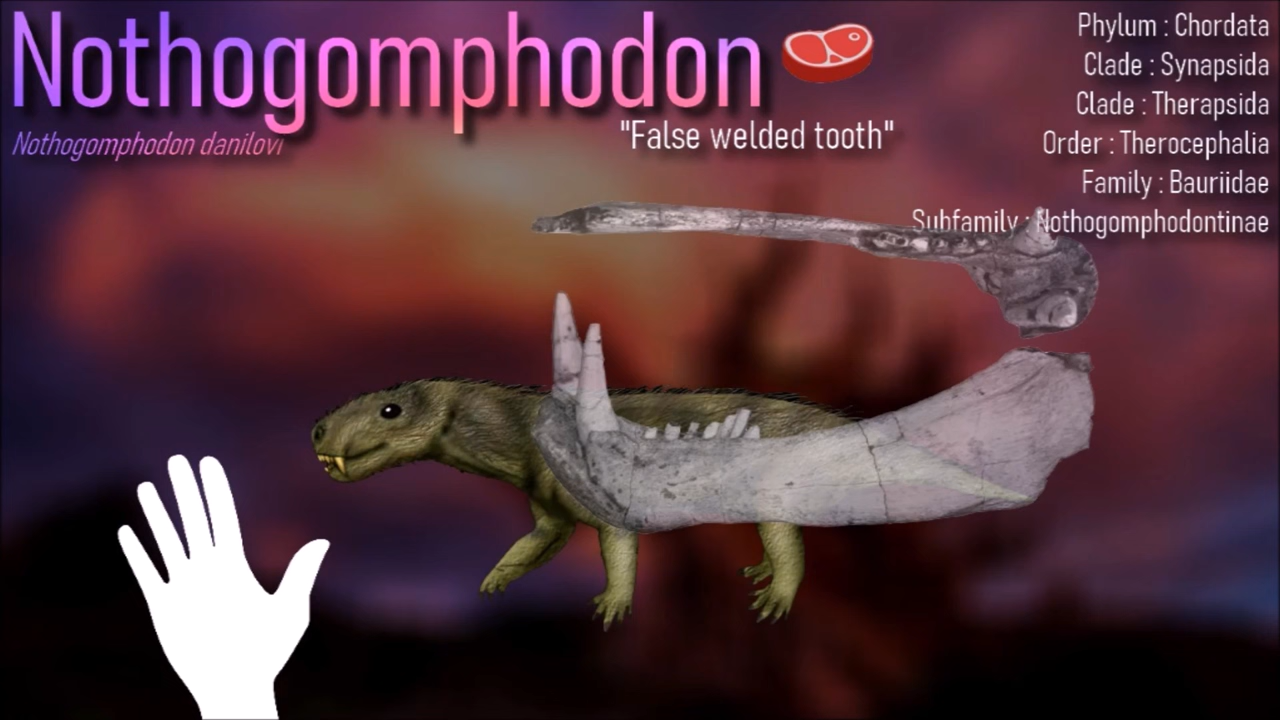 Nothogomphodon
Nothogomphodon danilovi
"False welded tooth"
Phylum : Chordata
Clade : Synapsida
Clade : Therapsida
Order : Therocephalia
Family : Bauriidae
Subfamily : Nothogomphodontinae